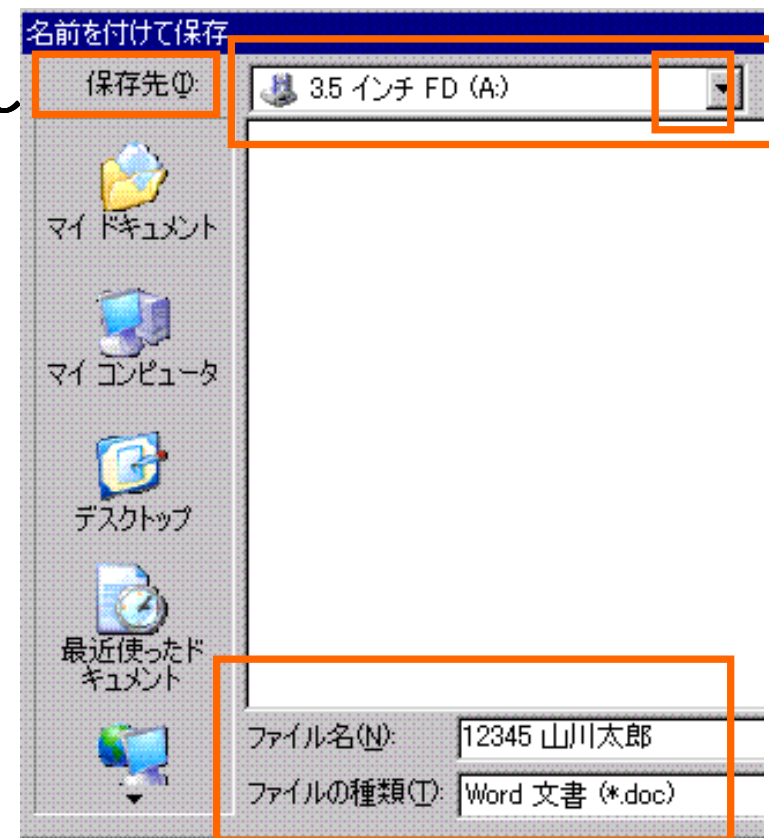 名前を付けて保存
保存先(I):
3.5 インチ FD (A:)
マイ ドキュメント
マイ コンピュータ
デスクトップ
最近使ったド
キュメント
ファイル名(N):
12345 山川太郎
ファイルの種類(T):
Word 文書 (*.doc)